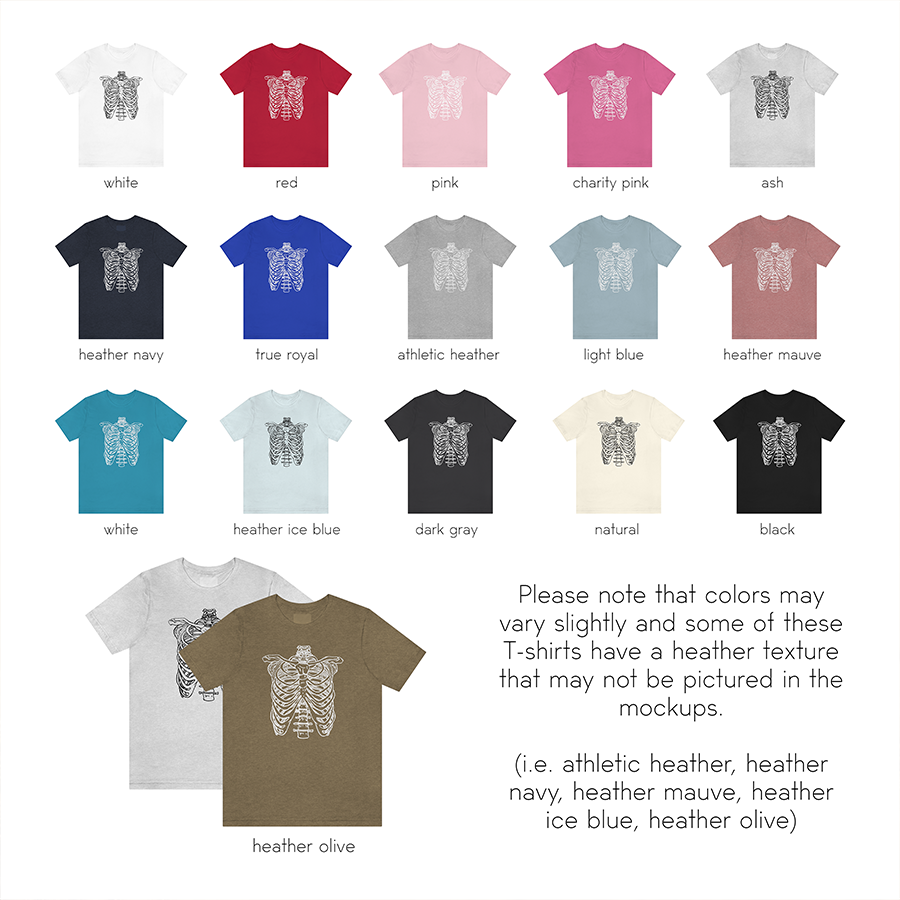 white
red
pink
charity pink
ash
heather navy
true royal
athletic heather
light blue
heather mauve
white
heather ice blue
dark gray
natural
black
heather olive
Please note that colors may
vary slightly and some of these
T-shirts have a heather texture
that may not be pictured in the
mockups.
(i.e. athletic heather, heather
navy, heather mauve, heather
ice blue, heather olive)